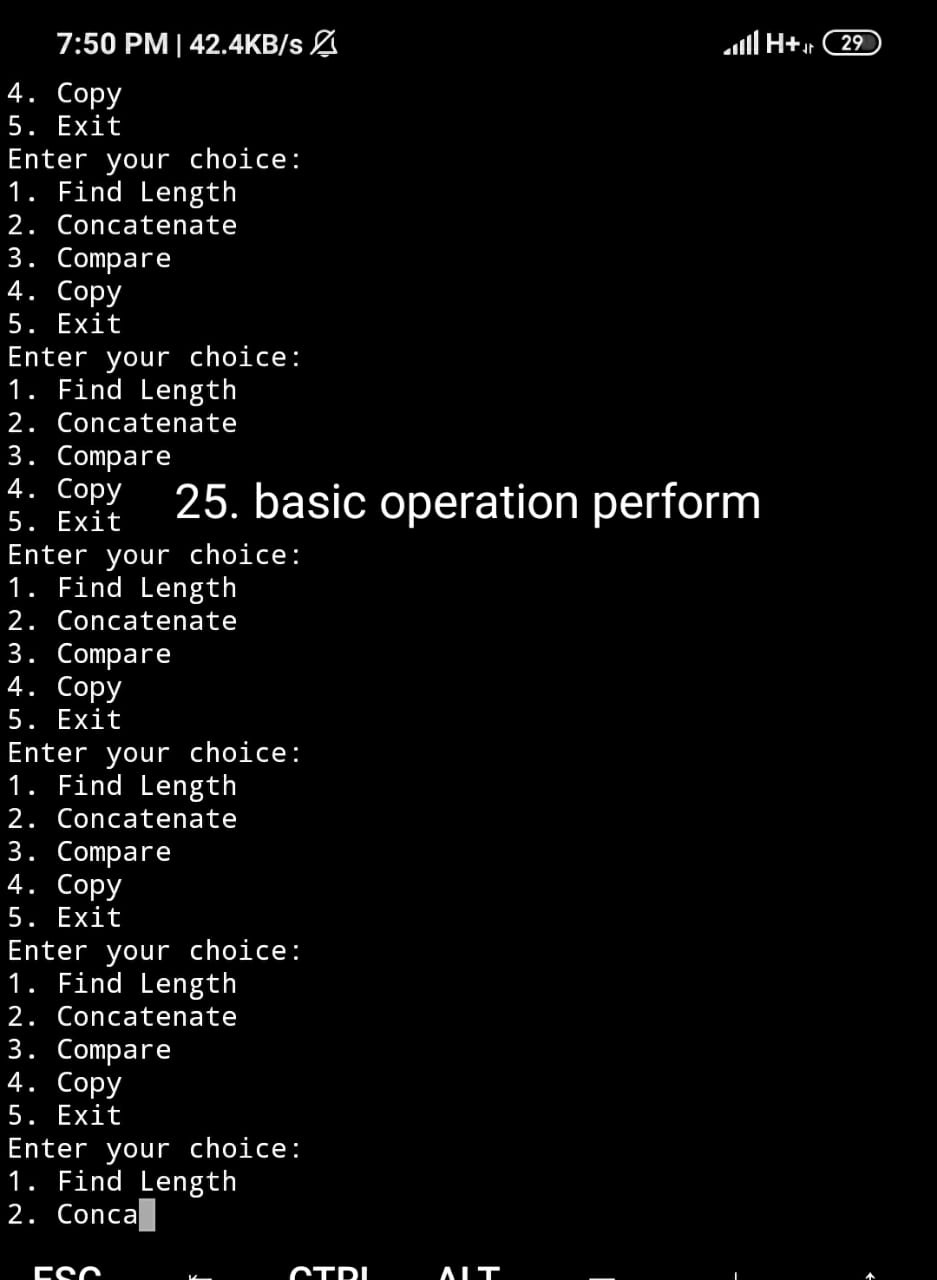 7:50 PM | 42.4KB/s H+ 29
4. Copy
5. Exit
Enter your choice:
1. Find Length
2. Concatenate
3. Compare
4. Copy
5. Exit
Enter your choice:
1. Find Length
2. Concatenate
3. Compare
4. Copy
25. basic operation perform
5. Exit
Enter your choice:
1. Find Length
2. Concatenate
3. Compare
4. Copy
5. Exit
Enter your choice:
1. Find Length
2. Concatenate
3. Compare
4. Copy
5. Exit
Enter your choice:
1. Find Length
2. Concatenate
3. Compare
4. Copy
5. Exit
Enter your choice:
1. Find Length
2. Conca
ESC CTRL ALT